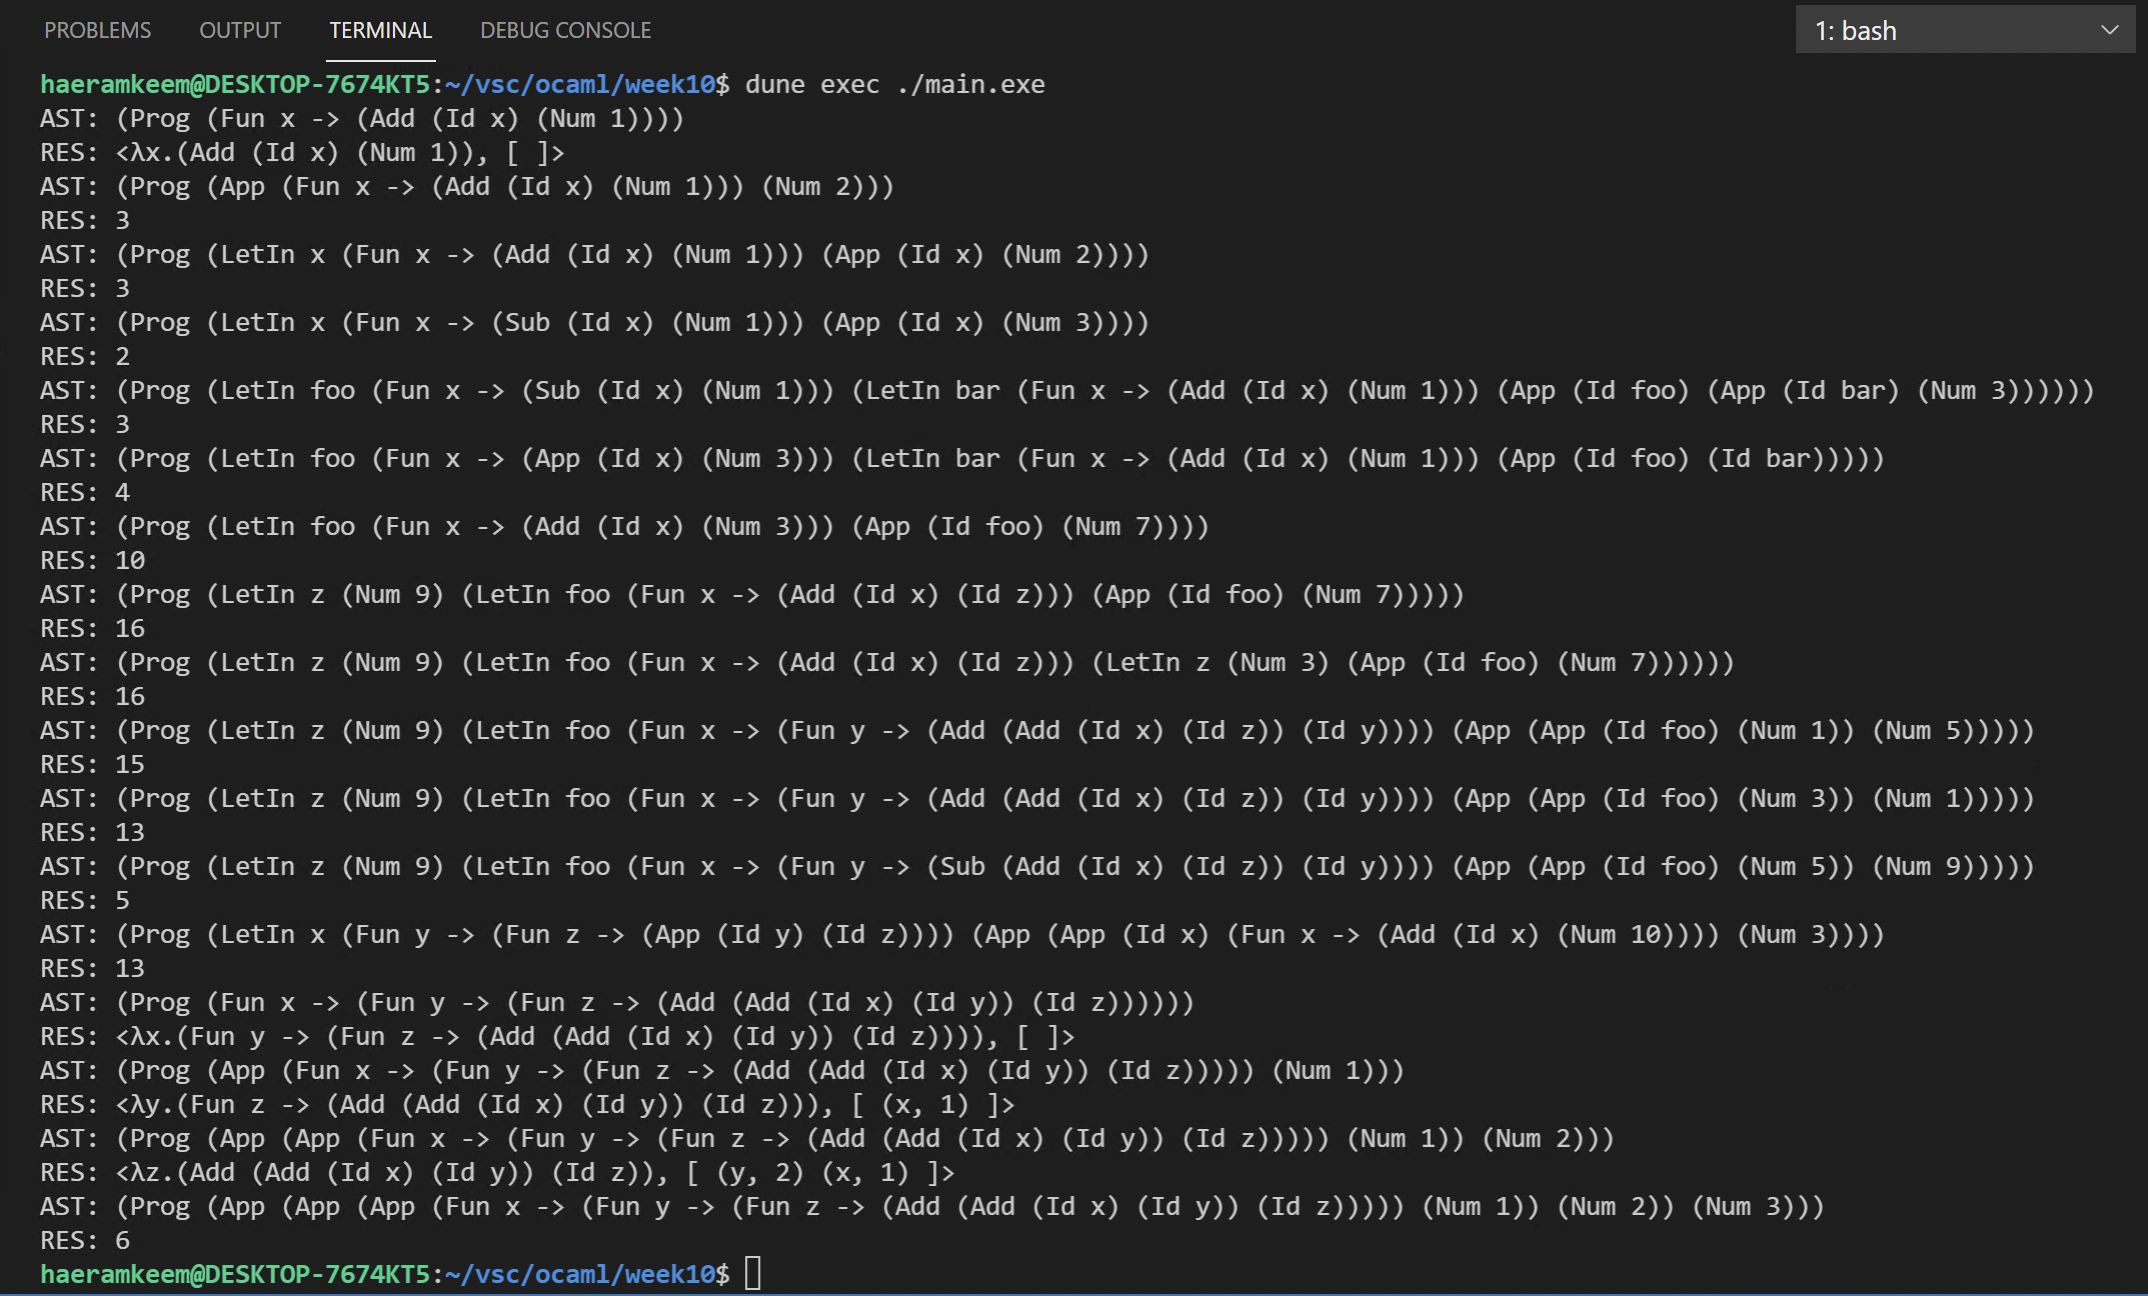 PROBLEMS OUTPUT TERMINAL DEBUG CONSOLE 1: bash
haeramkeem@DESKTOP-7674KT5:~/vsc/ocaml/week10$ dune exec ./main.exe
AST: (Prog (Fun x -> (Add (Id x) (Num 1))))
RES: <λx.(Add (Id x) (Num 1)), [ ]>
AST: (Prog (App (Fun x -> (Add (Id x) (Num 1))) (Num 2)))
RES: 3
AST: (Prog (LetIn x (Fun x -> (Add (Id x) (Num 1))) (App (Id x) (Num 2))))
RES: 3
AST: (Prog (LetIn x (Fun x -> (Sub (Id x) (Num 1))) (App (Id x) (Num 3))))
RES: 2
AST: (Prog (LetIn foo (Fun x -> (Sub (Id x) (Num 1))) (LetIn bar (Fun x -> (Add (Id x) (Num 1))) (App (Id foo) (App (Id bar) (Num 3))))))
RES: 3
AST: (Prog (LetIn foo (Fun x -> (App (Id x) (Num 3))) (LetIn bar (Fun x -> (Add (Id x) (Num 1))) (App (Id foo) (Id bar)))))
RES: 4
AST: (Prog (LetIn foo (Fun x -> (Add (Id x) (Num 3))) (App (Id foo) (Num 7))))
RES: 10
AST: (Prog (LetIn z (Num 9) (LetIn foo (Fun x -> (Add (Id x) (Id z))) (App (Id foo) (Num 7)))))
RES: 16
AST: (Prog (LetIn z (Num 9) (LetIn foo (Fun x -> (Add (Id x) (Id z))) (LetIn z (Num 3) (App (Id foo) (Num 7))))))
RES: 16
AST: (Prog (LetIn z (Num 9) (LetIn foo (Fun x -> (Fun y -> (Add (Add (Id x) (Id z)) (Id y)))) (App (App (Id foo) (Num 1)) (Num 5)))))
RES: 15
AST: (Prog (LetIn z (Num 9) (LetIn foo (Fun x -> (Fun y -> (Add (Add (Id x) (Id z)) (Id y)))) (App (App (Id foo) (Num 3)) (Num 1)))))
RES: 13
AST: (Prog (LetIn z (Num 9) (LetIn foo (Fun x -> (Fun y -> (Sub (Add (Id x) (Id z)) (Id y)))) (App (App (Id foo) (Num 5)) (Num 9)))))
RES: 5
AST: (Prog (LetIn x (Fun y -> (Fun z -> (App (Id y) (Id z)))) (App (App (Id x) (Fun x -> (Add (Id x) (Num 10)))) (Num 3))))
RES: 13
AST: (Prog (Fun x -> (Fun y -> (Fun z -> (Add (Add (Id x) (Id y)) (Id z))))))
RES: <λx.(Fun y -> (Fun z -> (Add (Add (Id x) (Id y)) (Id z)))), [ ]>
AST: (Prog (App (Fun x -> (Fun y -> (Fun z -> (Add (Add (Id x) (Id y)) (Id z))))) (Num 1)))
RES: <λy.(Fun z -> (Add (Add (Id x) (Id y)) (Id z))), [ (x, 1) ]>
AST: (Prog (App (App (Fun x -> (Fun y -> (Fun z -> (Add (Add (Id x) (Id y)) (Id z))))) (Num 1)) (Num 2)))
RES: <λz.(Add (Add (Id x) (Id y)) (Id z)), [ (y, 2) (x, 1) ]>
AST: (Prog (App (App (App (Fun x -> (Fun y -> (Fun z -> (Add (Add (Id x) (Id y)) (Id z))))) (Num 1)) (Num 2)) (Num 3)))
RES: 6
haeramkeem@DESKTOP-7674KT5:~/vsc/ocaml/week10$